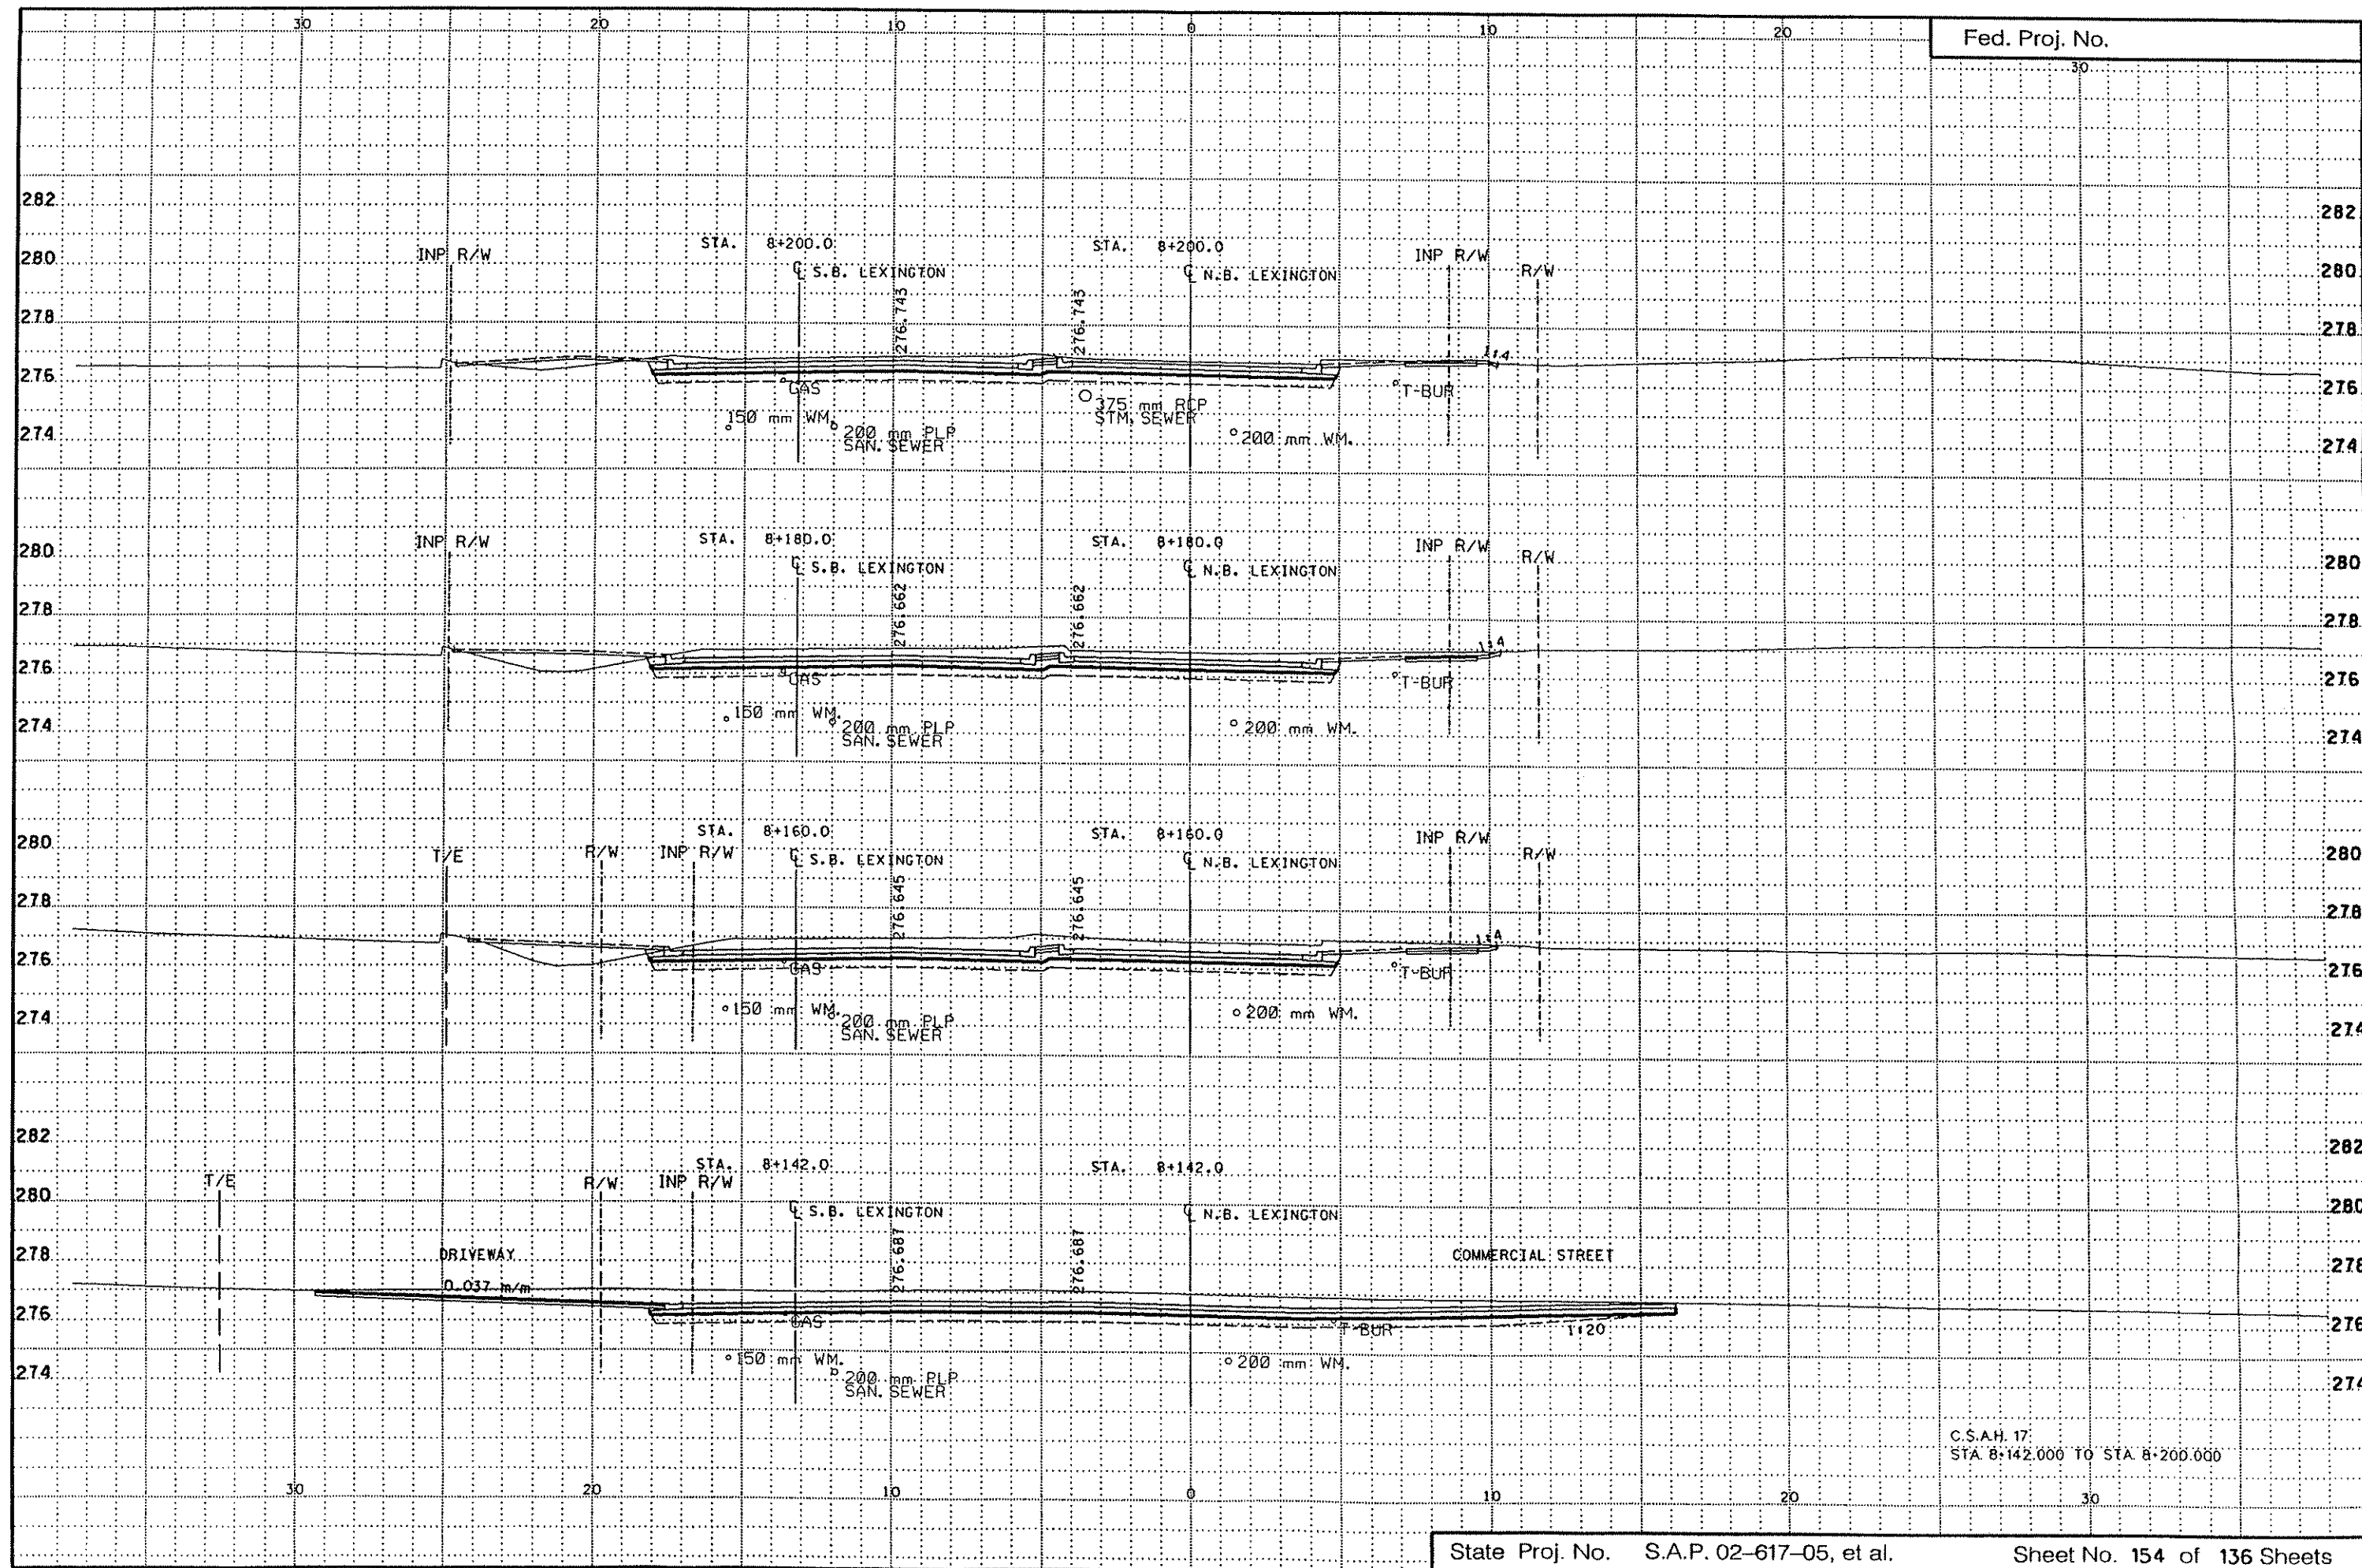 30 20 10 0 10 20 30
Fed. Proj. No.
282 282
STA. 8+200.0 STA. 8+200.0
INP R/W INP R/W R/W
280 ℄ S.B. LEXINGTON ℄ N.B. LEXINGTON 280
278 276.743 276.743 278
1:4
276 GAS T-BUR 276
150 mm WM. 200 mm PLP SAN. SEWER 375 mm RCP STM. SEWER 200 mm WM.
274 274
STA. 8+180.0 STA. 8+180.0
INP R/W INP R/W R/W
280 ℄ S.B. LEXINGTON ℄ N.B. LEXINGTON 280
278 276.662 276.662 278
1:4
276 GAS T-BUR 276
150 mm WM. 200 mm PLP SAN. SEWER 200 mm WM.
274 274
STA. 8+160.0 STA. 8+160.0
T/E R/W INP R/W INP R/W R/W
280 ℄ S.B. LEXINGTON ℄ N.B. LEXINGTON 280
278 276.645 276.645 278
1:4
276 GAS T-BUR 276
150 mm WM. 200 mm PLP SAN. SEWER 200 mm WM.
274 274
282 282
STA. 8+142.0 STA. 8+142.0
T/E R/W INP R/W
280 ℄ S.B. LEXINGTON ℄ N.B. LEXINGTON 280
278 DRIVEWAY 276.687 276.687 COMMERCIAL STREET 278
0.037 m/m
276 GAS T-BUR 1:20 276
150 mm WM. 200 mm PLP SAN. SEWER 200 mm WM.
274 274
C.S.A.H. 17
STA. 8+142.000 TO STA. 8+200.000
30 20 10 0 10 20 30
State Proj. No. S.A.P. 02–617–05, et al. Sheet No. 154 of 136 Sheets